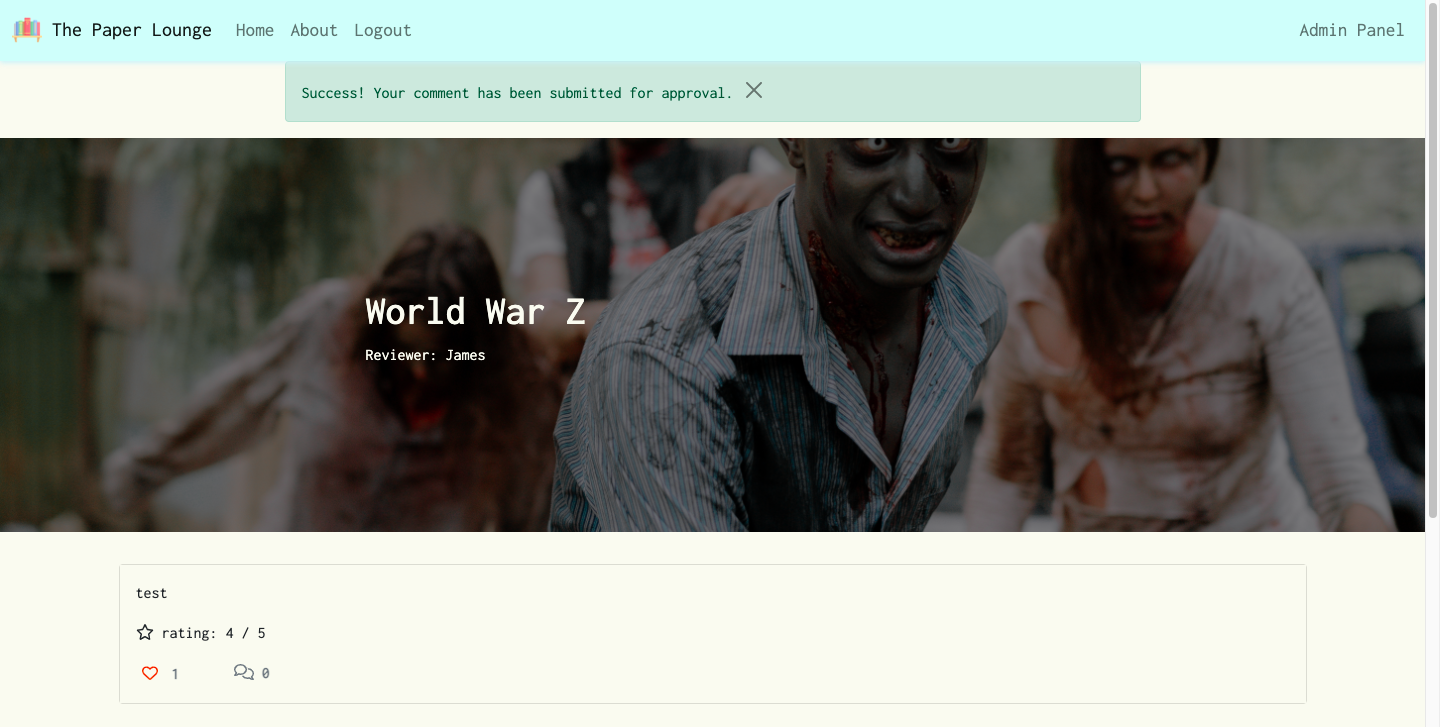 The Paper Lounge Home About Logout Admin Panel
Success! Your comment has been submitted for approval.
World War Z
Reviewer: James
test
rating: 4 / 5
1 0